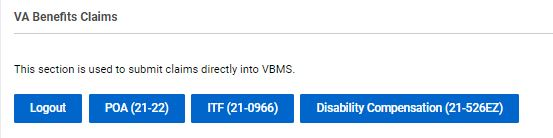 VA Benefits Claims
This section is used to submit claims directly into VBMS.
Logout POA (21-22) ITF (21-0966) Disability Compensation (21-526EZ)